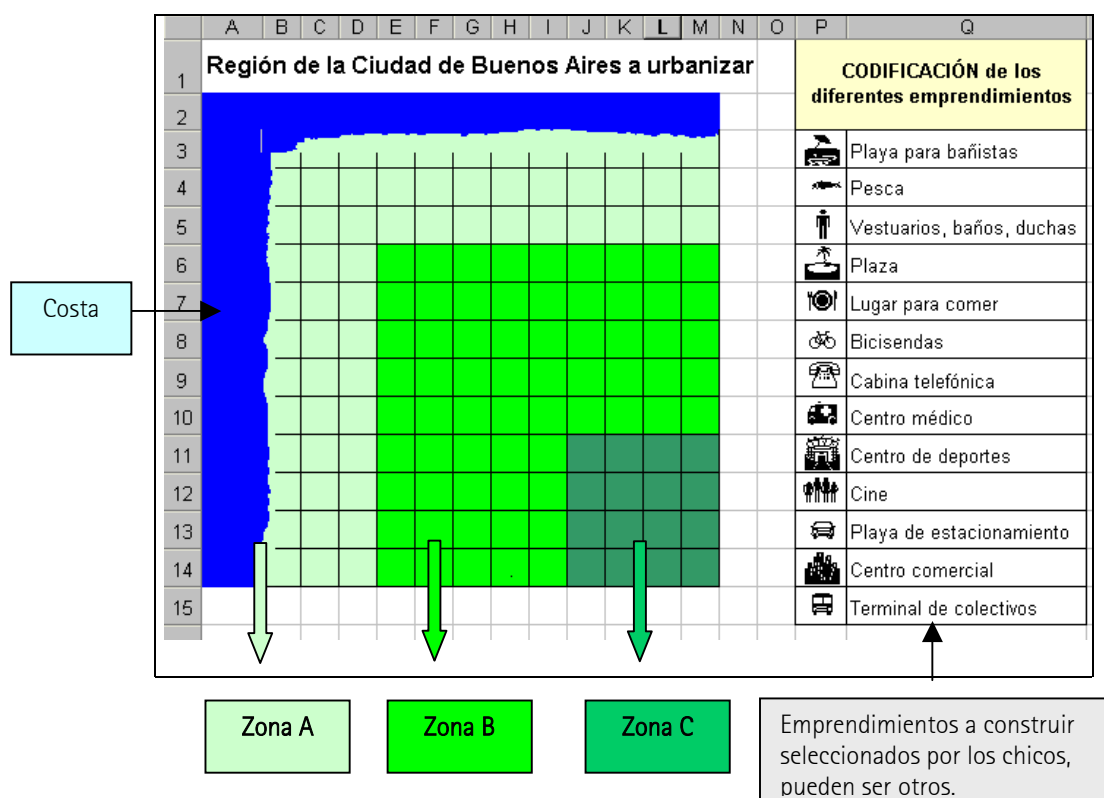 A B C D E F G H I J K L M N O P Q
1 Región de la Ciudad de Buenos Aires a urbanizar
CODIFICACIÓN de los
diferentes emprendimientos
2
3 Playa para bañistas
4 Pesca
5 Vestuarios, baños, duchas
6 Plaza
Costa
7 Lugar para comer
8 Bicisendas
9 Cabina telefónica
10 Centro médico
11 Centro de deportes
12 Cine
13 Playa de estacionamiento
14 Centro comercial
15 Terminal de colectivos
Zona A
Zona B
Zona C
Emprendimientos a construir
seleccionados por los chicos,
pueden ser otros.